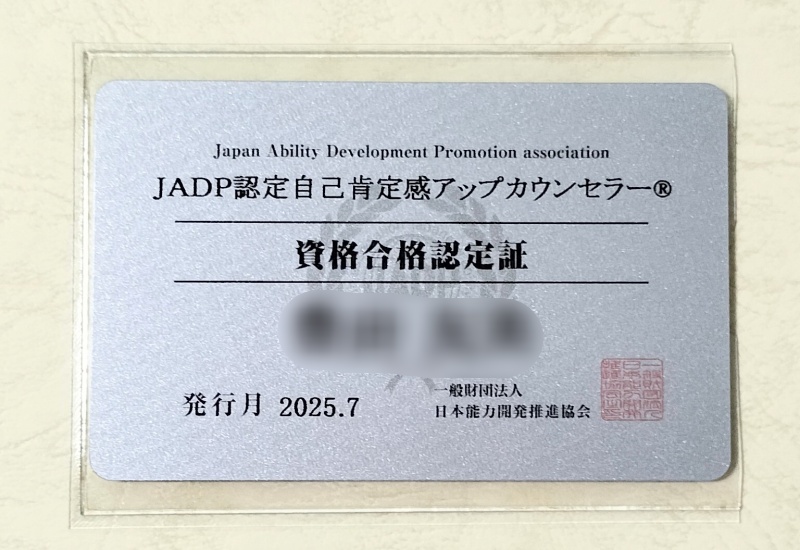 Japan Ability Development Promotion association
JADP認定自己肯定感アップカウンセラー®
資格合格認定証
発行月 2025.7
一般財団法人
日本能力開発推進協会